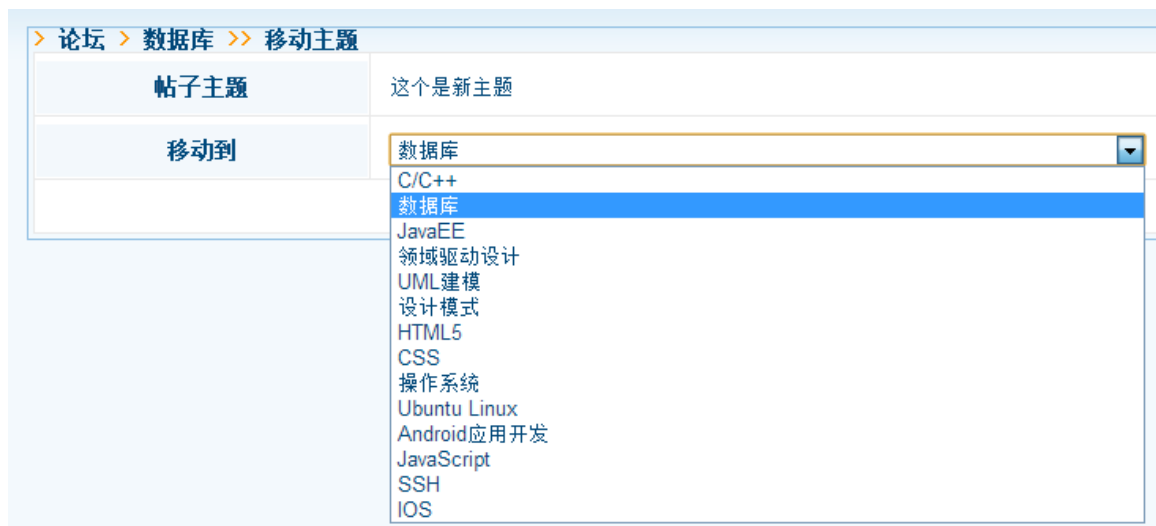 > 论坛 > 数据库 >> 移动主题
帖子主题 这个是新主题
移动到 数据库
C/C++
数据库
JavaEE
领域驱动设计
UML建模
设计模式
HTML5
CSS
操作系统
Ubuntu Linux
Android应用开发
JavaScript
SSH
IOS